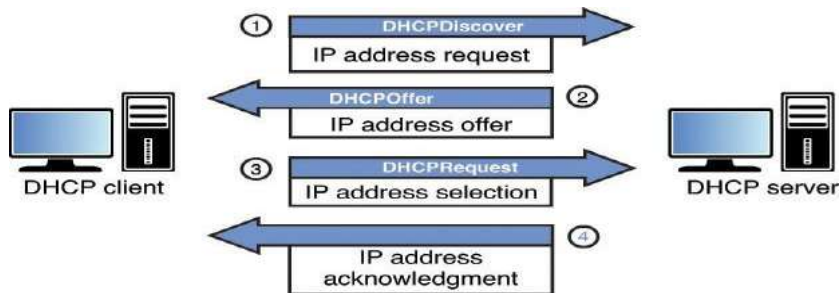 1 DHCPDiscover
IP address request
DHCPOffer 2
IP address offer
DHCP client
3 DHCPRequest
IP address selection
DHCP server
4
IP address
acknowledgment